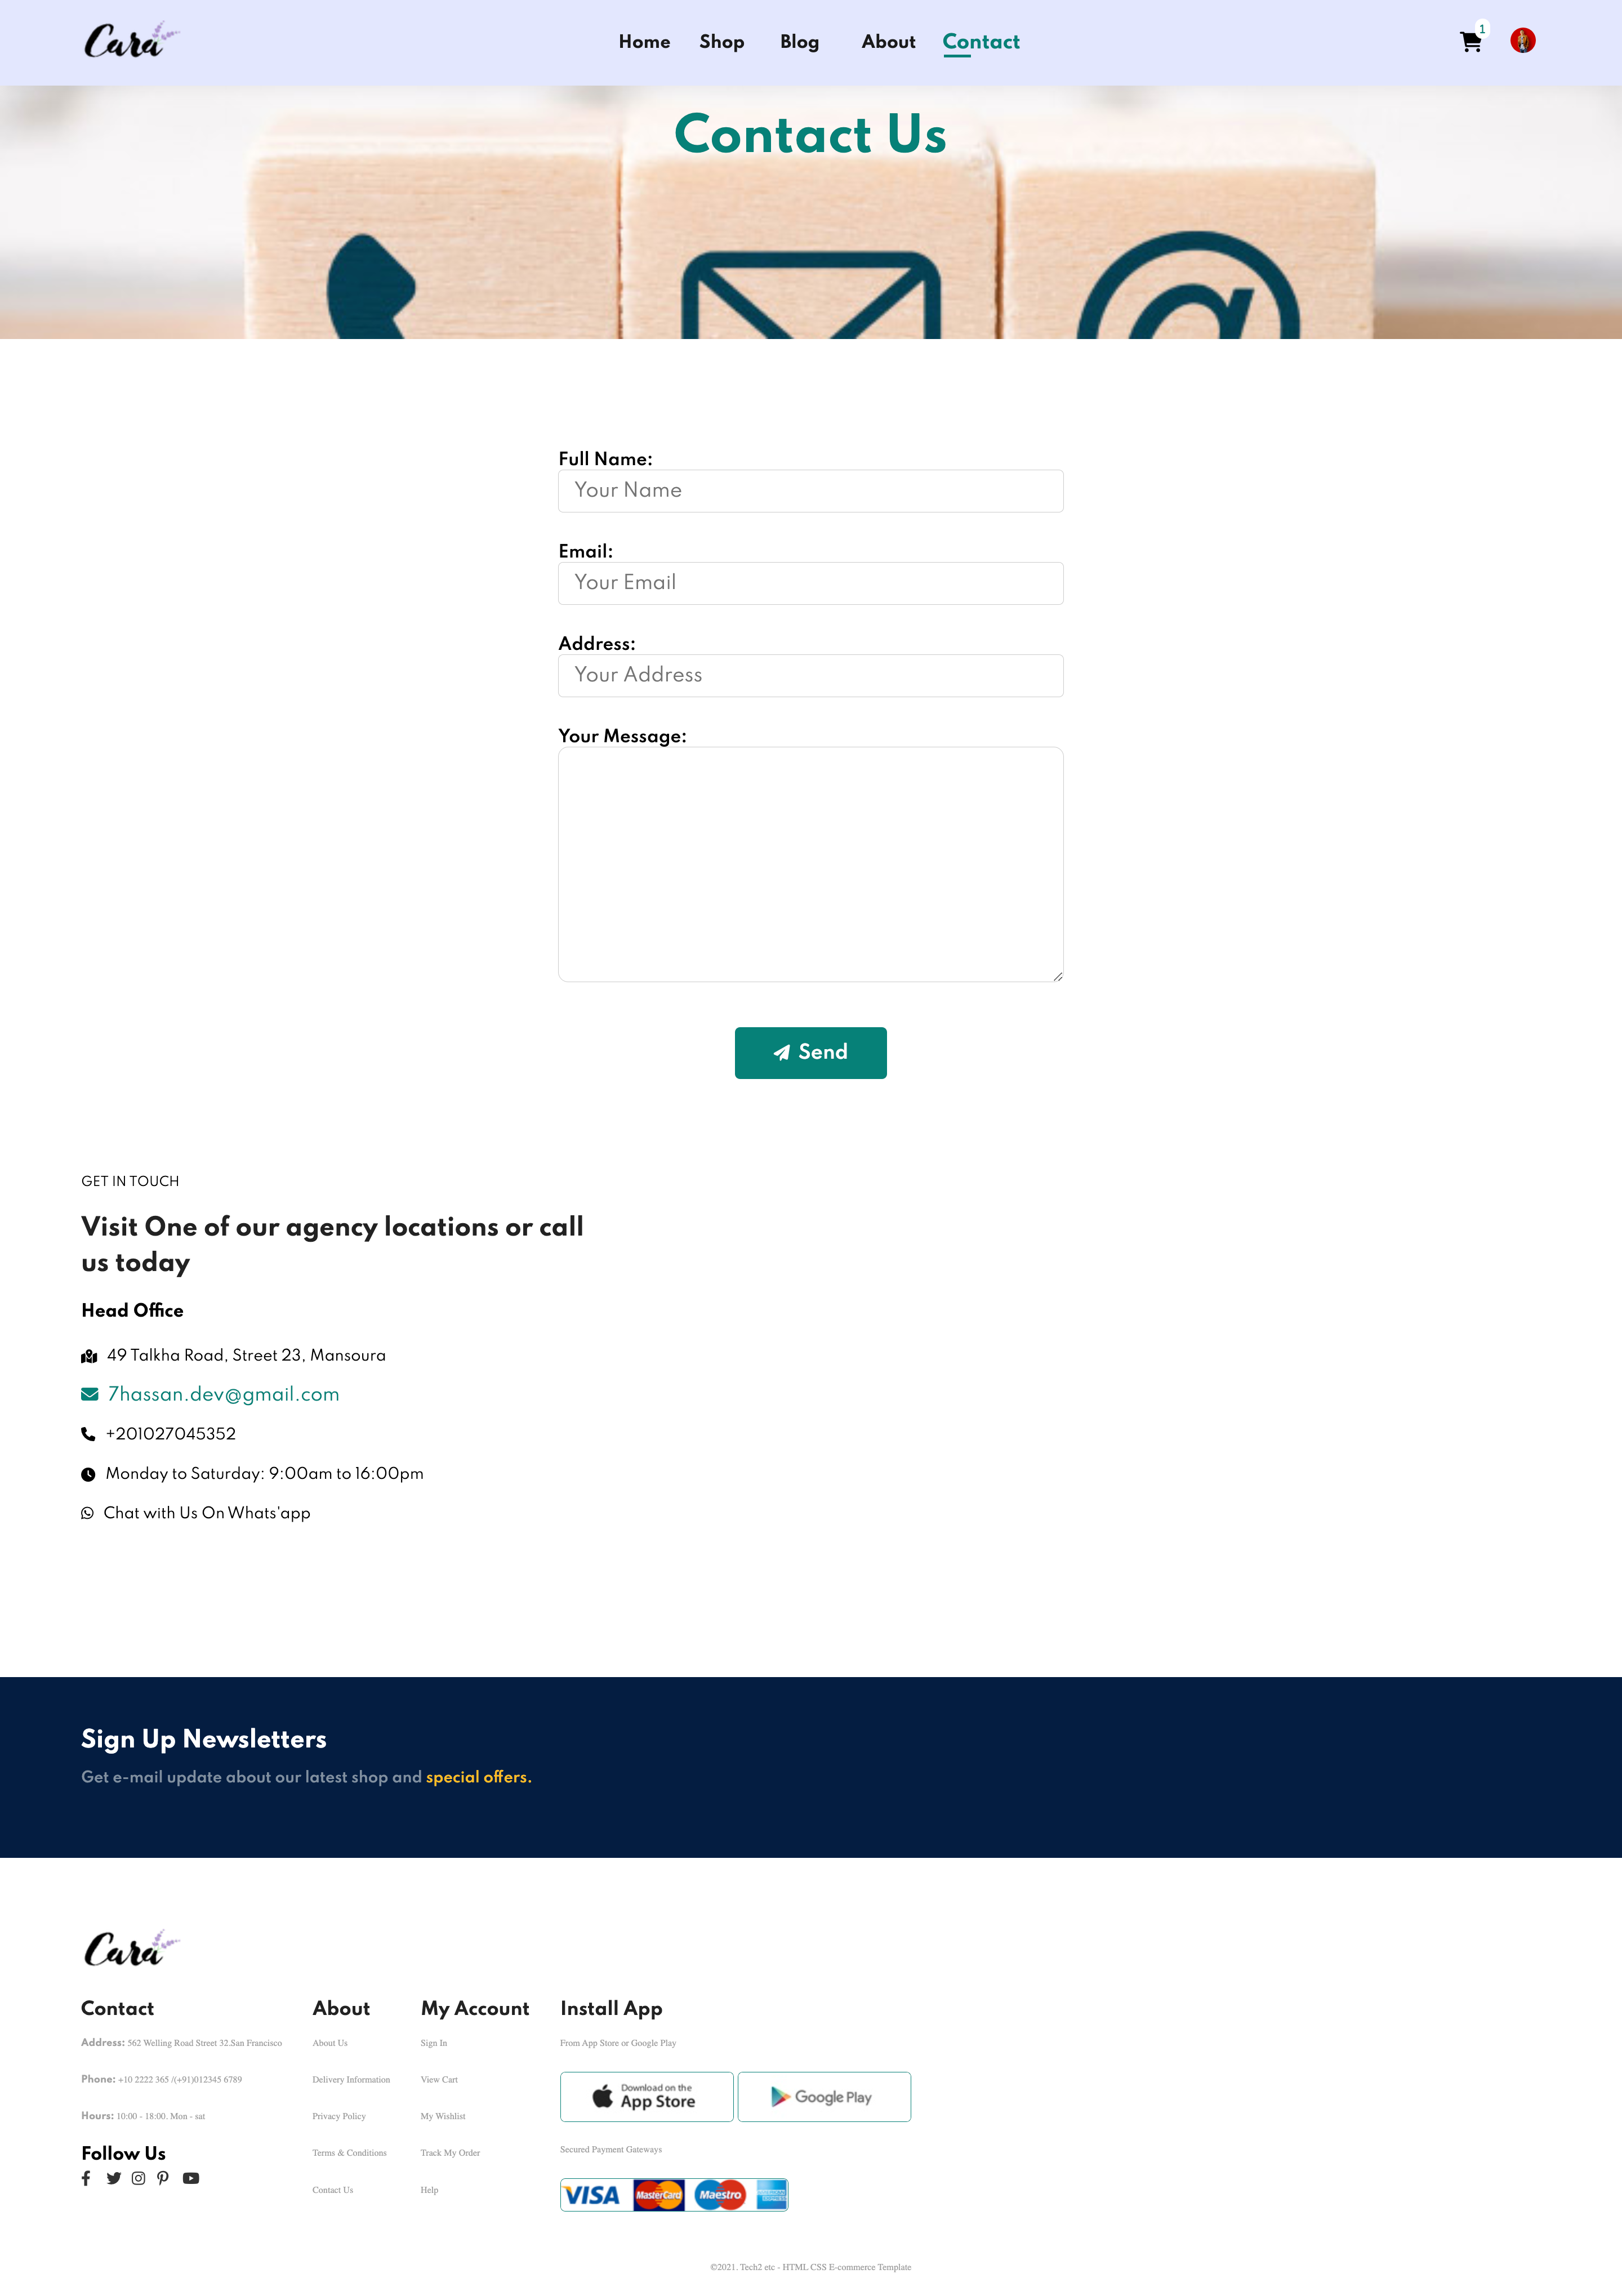 Cara
Home Shop Blog About Contact
1
Contact Us
Full Name:
Your Name
Email:
Your Email
Address:
Your Address
Your Message:
Send
GET IN TOUCH
Visit One of our agency locations or call
us today
Head Office
49 Talkha Road, Street 23, Mansoura
7hassan.dev@gmail.com
+201027045352
Monday to Saturday: 9:00am to 16:00pm
Chat with Us On Whats'app
Sign Up Newsletters
Get e-mail update about our latest shop and special offers.
Cara
Contact
Address: 562 Welling Road Street 32.San Francisco
Phone: +10 2222 365 /(+91)012345 6789
Hours: 10:00 - 18:00. Mon - sat
Follow Us
About
About Us
Delivery Information
Privacy Policy
Terms & Conditions
Contact Us
My Account
Sign In
View Cart
My Wishlist
Track My Order
Help
Install App
From App Store or Google Play
Download on the
App Store
Google Play
Secured Payment Gateways
VISA MasterCard Maestro AMERICAN EXPRESS
©2021. Tech2 etc - HTML CSS E-commerce Template